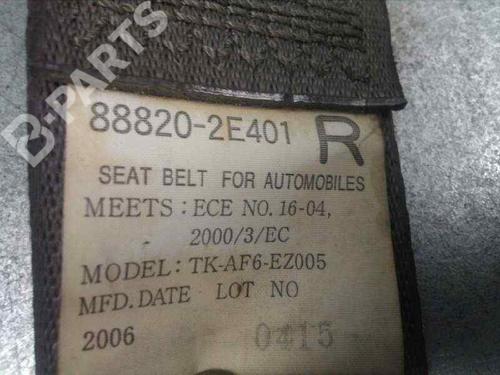 B-PARTS
88820-2E401 R
SEAT BELT FOR AUTOMOBILES
MEETS: ECE NO. 16-04,
2000/3/EC
MODEL: TK-AF6-EZ005
MFD. DATE LOT NO
2006 0415